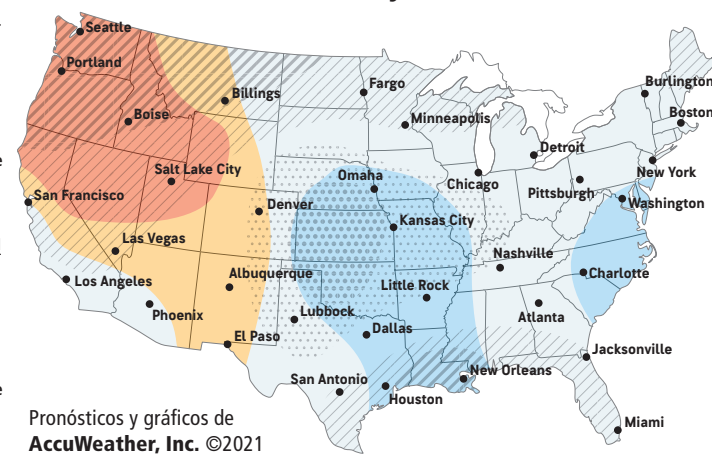 Seattle
Portland
Billings
Fargo
Burlington
Boise
Minneapolis
Boston
Detroit
Salt Lake City
Omaha
Chicago
New York
Pittsburgh
San Francisco
Denver
Kansas City
Washington
Las Vegas
Nashville
Los Angeles
Albuquerque
Little Rock
Charlotte
Phoenix
Lubbock
Atlanta
El Paso
Dallas
Jacksonville
San Antonio
New Orleans
Houston
Miami
Pronósticos y gráficos de
AccuWeather, Inc. ©2021